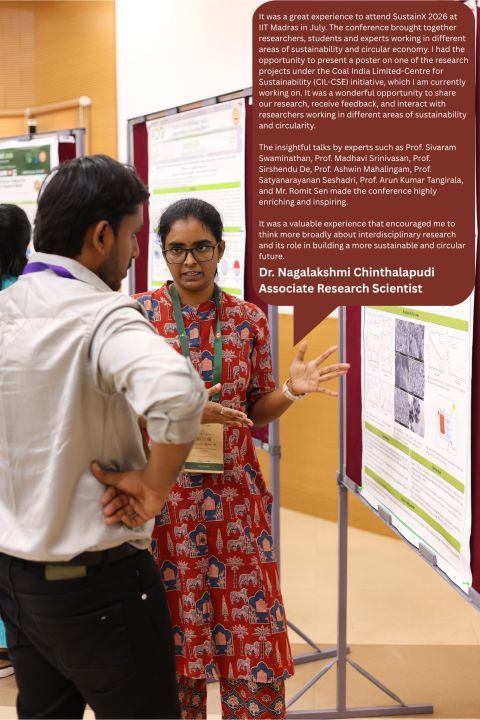 It was a great experience to attend SustainX 2026 at
IIT Madras in July. The conference brought together
researchers, students and experts working in different
areas of sustainability and circular economy. I had the
opportunity to present a poster on one of the research
projects under the Coal India Limited-Centre for
Sustainability (CIL-CSE) initiative, which I am currently
working on. It was a wonderful opportunity to share
our research, receive feedback, and interact with
researchers working in different areas of sustainability
and circularity.
The insightful talks by experts such as Prof. Sivaram
Swaminathan, Prof. Madhavi Srinivasan, Prof.
Sirshendu De, Prof. Ashwin Mahalingam, Prof.
Satyanarayanan Seshadri, Prof. Arun Kumar Tangirala,
and Mr. Romit Sen made the conference highly
enriching and inspiring.
It was a valuable experience that encouraged me to
think more broadly about interdisciplinary research
and its role in building a more sustainable and circular
future.
Dr. Nagalakshmi Chinthalapudi
Associate Research Scientist